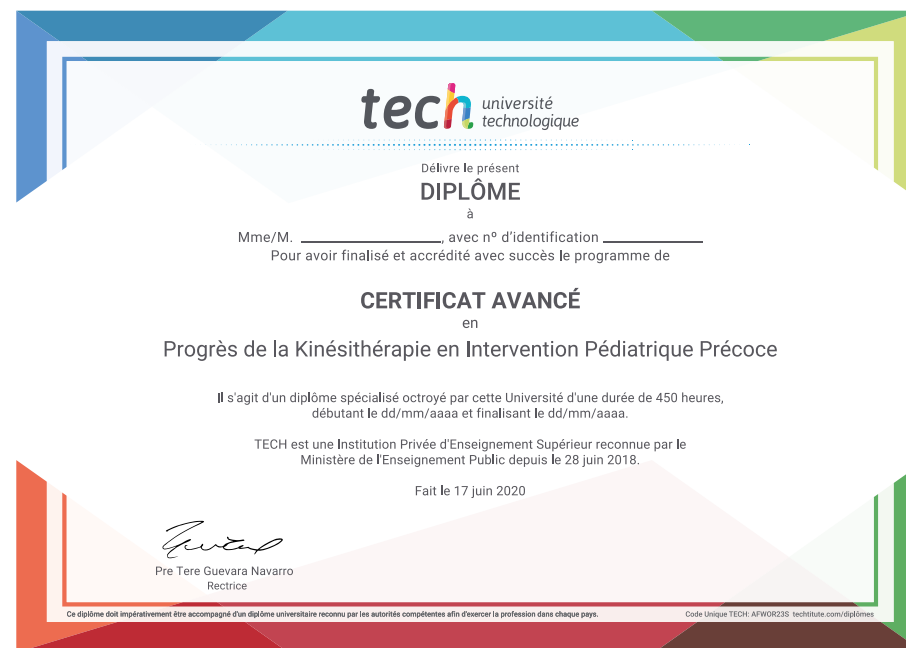 tech université
technologique
Délivre le présent
DIPLÔME
à
Mme/M. ____________________, avec nº d'identification ______________
Pour avoir finalisé et accrédité avec succès le programme de
CERTIFICAT AVANCÉ
en
Progrès de la Kinésithérapie en Intervention Pédiatrique Précoce
Il s'agit d'un diplôme spécialisé octroyé par cette Université d'une durée de 450 heures,
débutant le dd/mm/aaaa et finalisant le dd/mm/aaaa.
TECH est une Institution Privée d'Enseignement Supérieur reconnue par le
Ministère de l'Enseignement Public depuis le 28 juin 2018.
Fait le 17 juin 2020
Pre Tere Guevara Navarro
Rectrice
Ce diplôme doit impérativement être accompagné d'un diplôme universitaire reconnu par les autorités compétentes afin d'exercer la profession dans chaque pays.
Code Unique TECH: AFWOR23S techtitute.com/diplômes